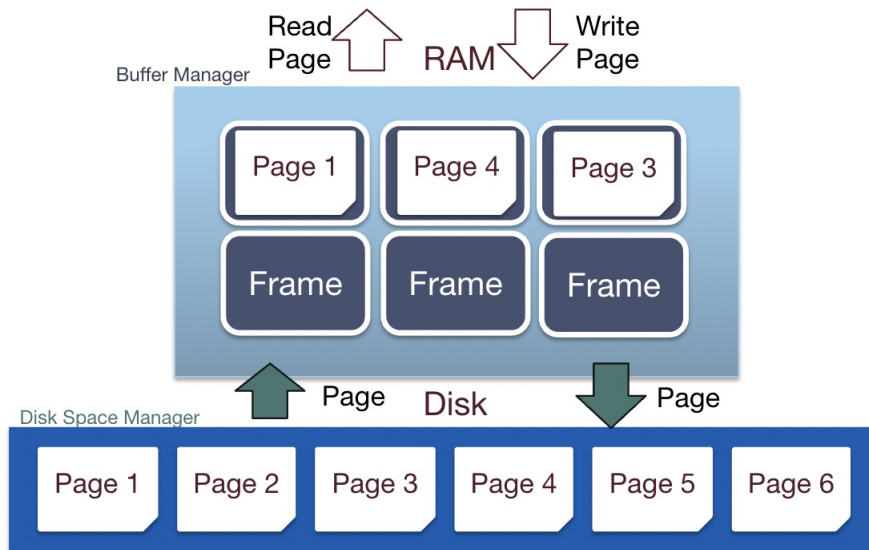 Read
Page
RAM
Write
Page
Buffer Manager
Page 1
Page 4
Page 3
Frame
Frame
Frame
Page
Disk
Page
Disk Space Manager
Page 1
Page 2
Page 3
Page 4
Page 5
Page 6